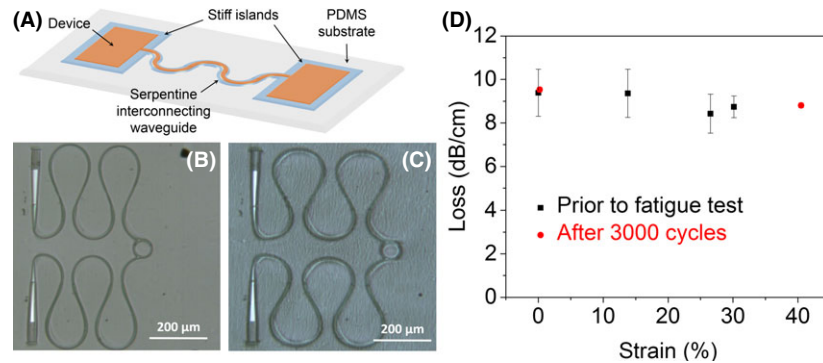 (A)
Device
Stiff islands
PDMS
substrate
Serpentine
interconnecting
waveguide
(B)
200 μm
(C)
200 μm
(D)
Loss (dB/cm)
12
10
8
6
4
2
0
Prior to fatigue test
After 3000 cycles
0
10
20
30
40
Strain (%)